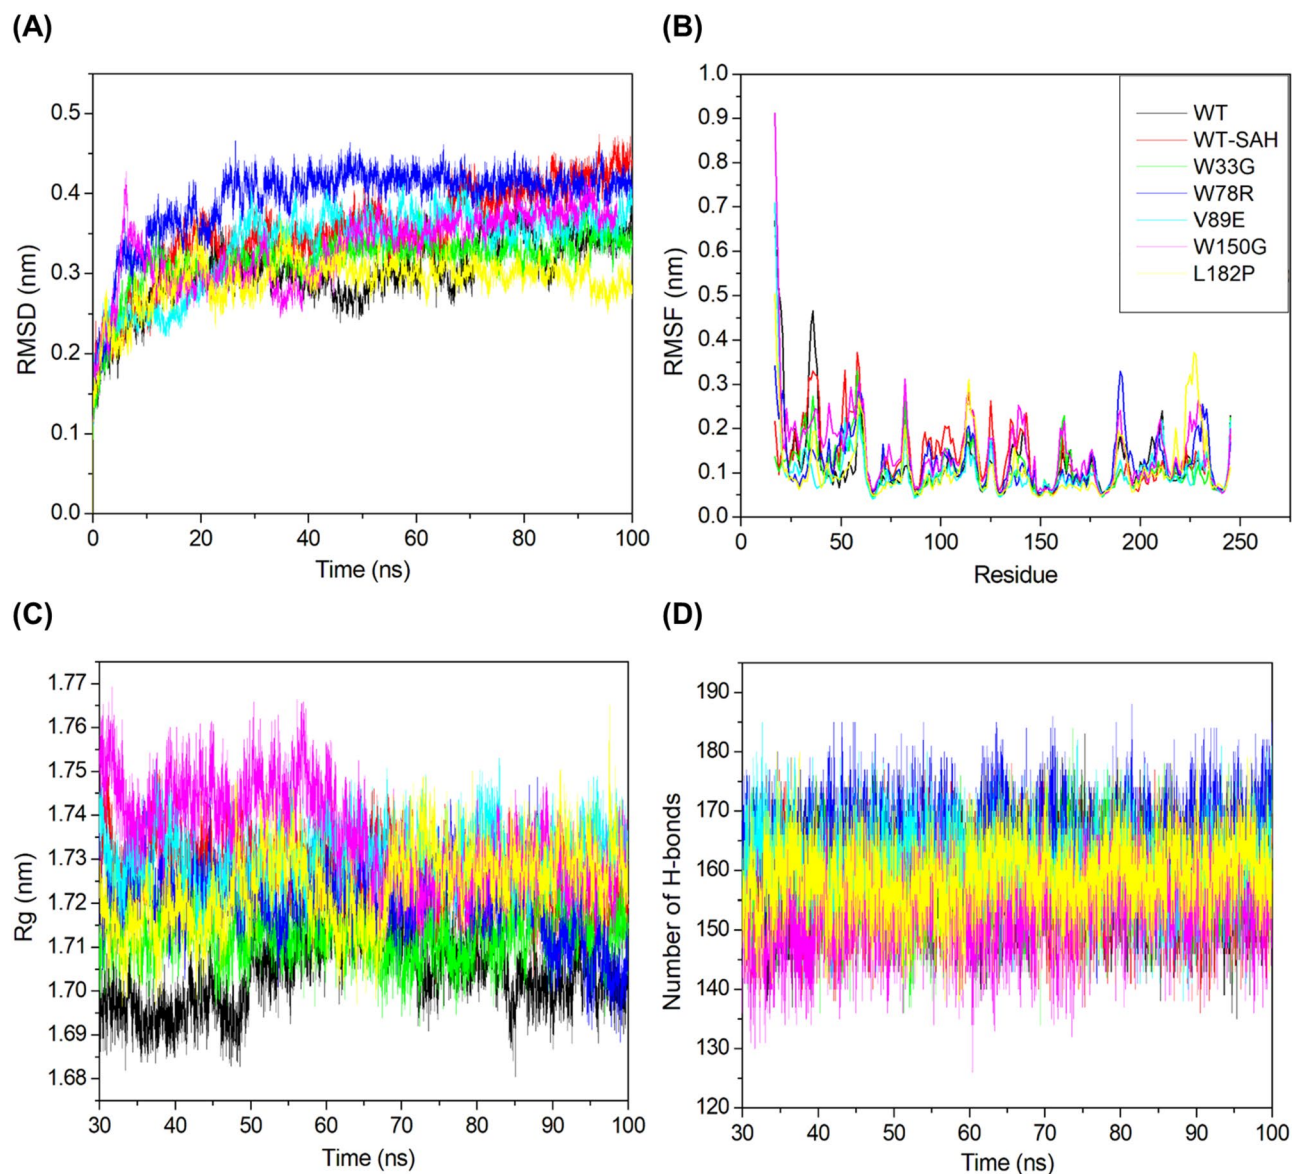 (A)
0.5
0.4
0.3
0.2
0.1
0.0
RMSD (nm)
0 20 40 60 80 100
Time (ns)
(B)
1.0
0.9
0.8
0.7
0.6
0.5
0.4
0.3
0.2
0.1
0.0
RMSF (nm)
0 50 100 150 200 250
Residue
WT
WT-SAH
W33G
W78R
V89E
W150G
L182P
(C)
1.77
1.76
1.75
1.74
1.73
1.72
1.71
1.70
1.69
1.68
Rg (nm)
30 40 50 60 70 80 90 100
Time (ns)
(D)
190
180
170
160
150
140
130
120
Number of H-bonds
30 40 50 60 70 80 90 100
Time (ns)